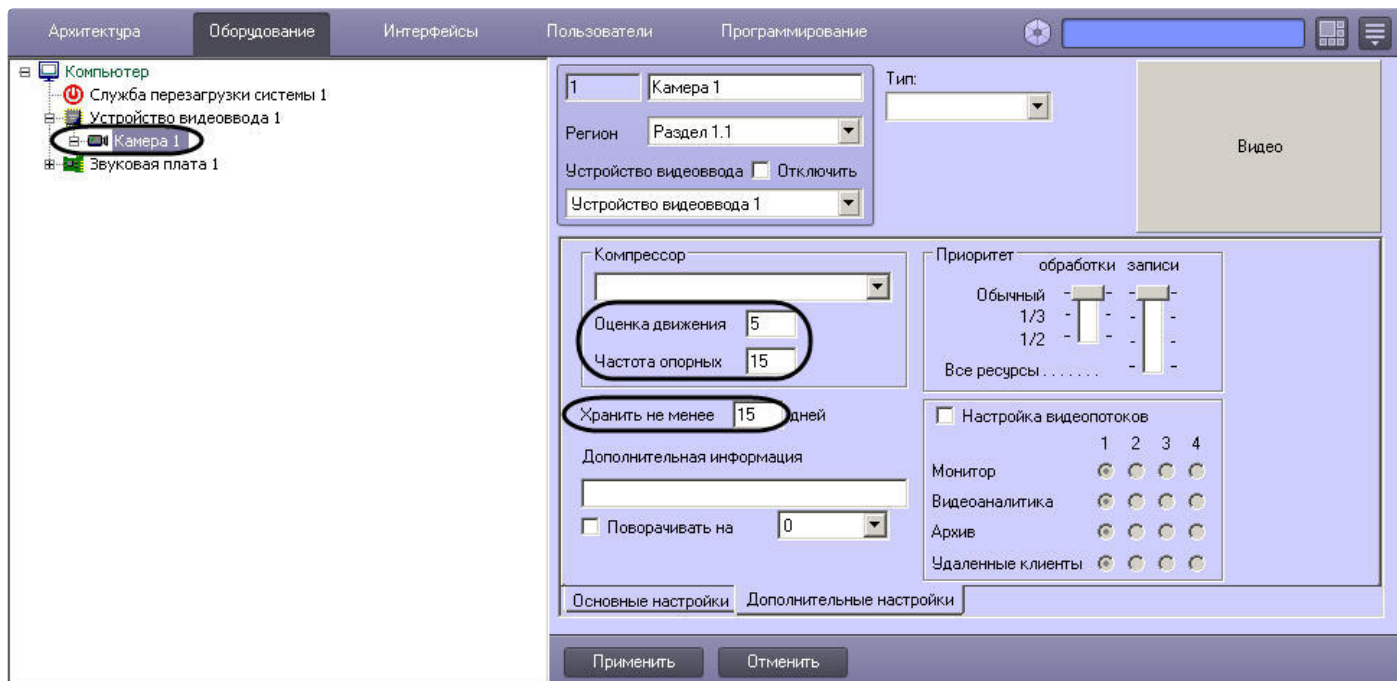 Архитектура Оборудование Интерфейсы Пользователи Программирование
Компьютер
Служба перезагрузки системы 1
Устройство видеоввода 1
Камера 1
Звуковая плата 1
1 Камера 1
Тип:
Регион Раздел 1.1
Устройство видеоввода Отключить
Устройство видеоввода 1
Видео
Компрессор
Оценка движения 5
Частота опорных 15
Хранить не менее 15 дней
Дополнительная информация
Поворачивать на 0
Приоритет
обработки записи
Обычный
1/3
1/2
Все ресурсы.......
Настройка видеопотоков
1 2 3 4
Монитор
Видеоаналитика
Архив
Удаленные клиенты
Основные настройки Дополнительные настройки
Применить Отменить